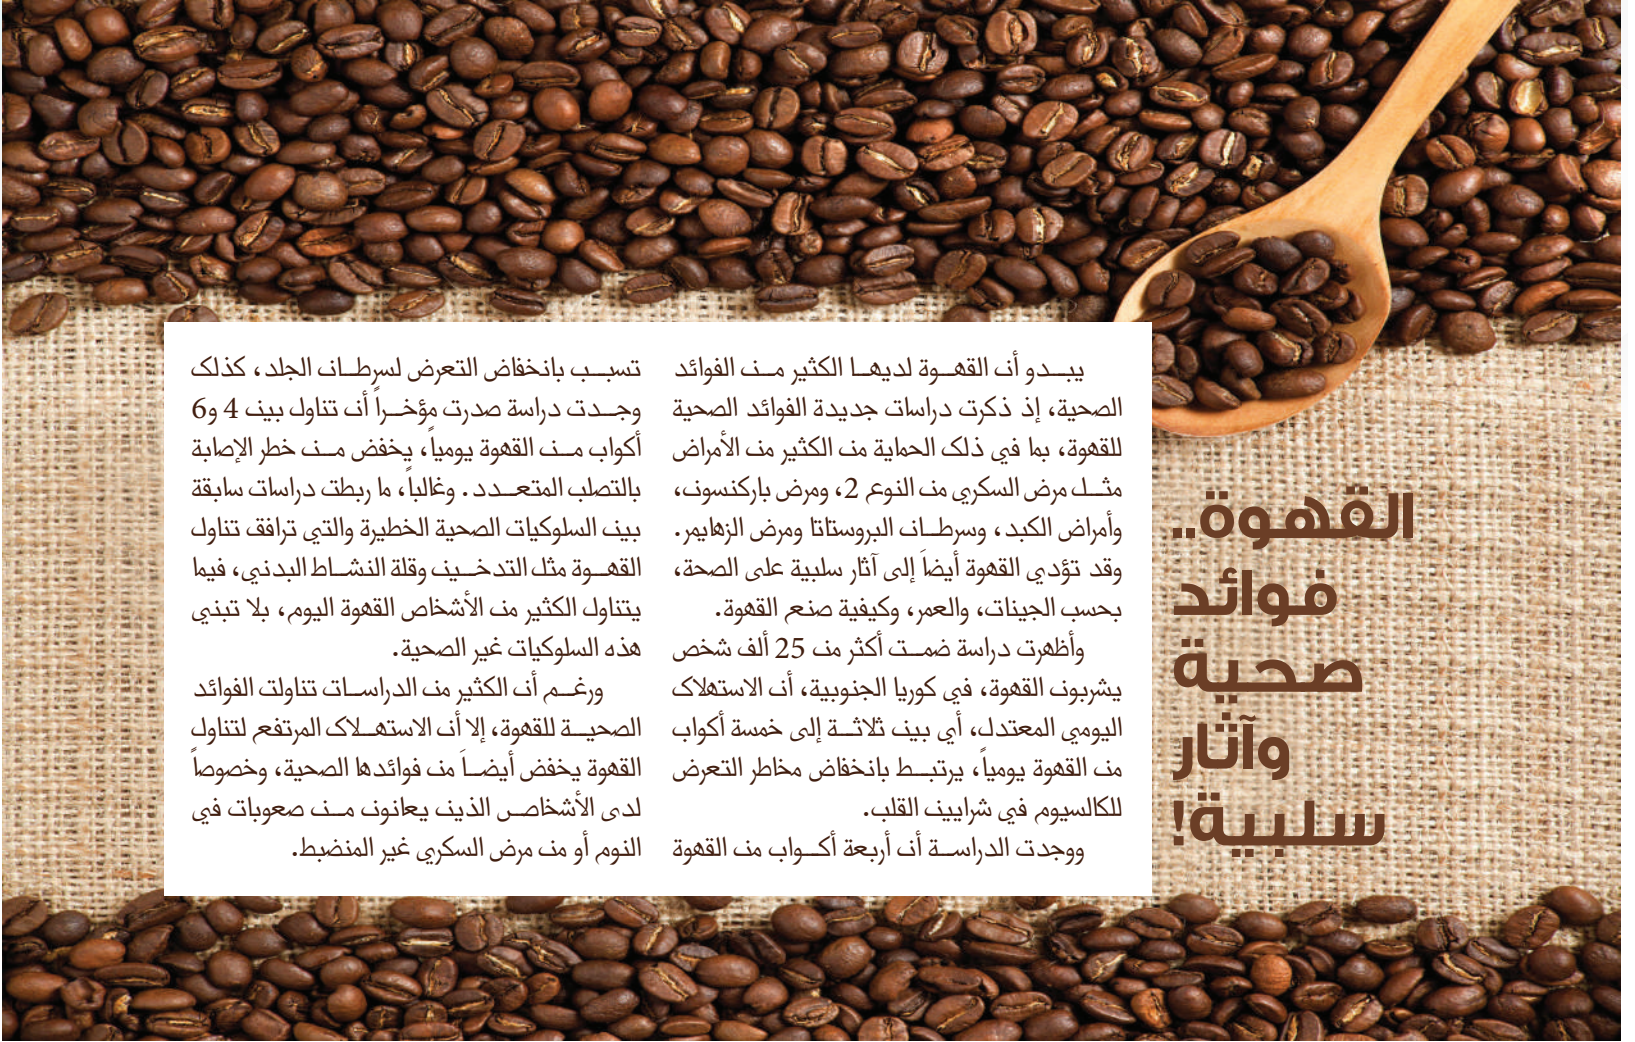 القهوة..
فوائد
صحية
وآثار
سلبية!
يبدو أن القهوة لديها الكثير من الفوائد
الصحية، إذ ذكرت دراسات جديدة الفوائد الصحية
للقهوة، بما في ذلك الحماية من الكثير من الأمراض
مثل مرض السكري من النوع 2، ومرض باركنسون،
وأمراض الكبد، وسرطان البروستاتا ومرض الزهايمر.
وقد تؤدي القهوة أيضاً إلى آثار سلبية على الصحة،
بحسب الجينات، والعمر، وكيفية صنع القهوة.
وأظهرت دراسة ضمت أكثر من 25 ألف شخص
يشربون القهوة، في كوريا الجنوبية، أن الاستهلاك
اليومي المعتدل، أي بين ثلاثة إلى خمسة أكواب
من القهوة يومياً، يرتبط بانخفاض مخاطر التعرض
للكالسيوم في شرايين القلب.
ووجدت الدراسة أن أربعة أكواب من القهوة
تسبب بانخفاض التعرض لسرطان الجلد، كذلك
وجدت دراسة صدرت مؤخراً أن تناول بين 4 و6
أكواب من القهوة يومياً، يخفض من خطر الإصابة
بالتصلب المتعدد. وغالباً، ما ربطت دراسات سابقة
بين السلوكيات الصحية الخطيرة والتي ترافق تناول
القهوة مثل التدخين وقلة النشاط البدني، فيما
يتناول الكثير من الأشخاص القهوة اليوم، بلا تبني
هذه السلوكيات غير الصحية.
ورغم أن الكثير من الدراسات تناولت الفوائد
الصحية للقهوة، إلا أن الاستهلاك المرتفع لتناول
القهوة يخفض أيضاً من فوائدها الصحية، وخصوصاً
لدى الأشخاص الذين يعانون من صعوبات في
النوم أو من مرض السكري غير المنضبط.